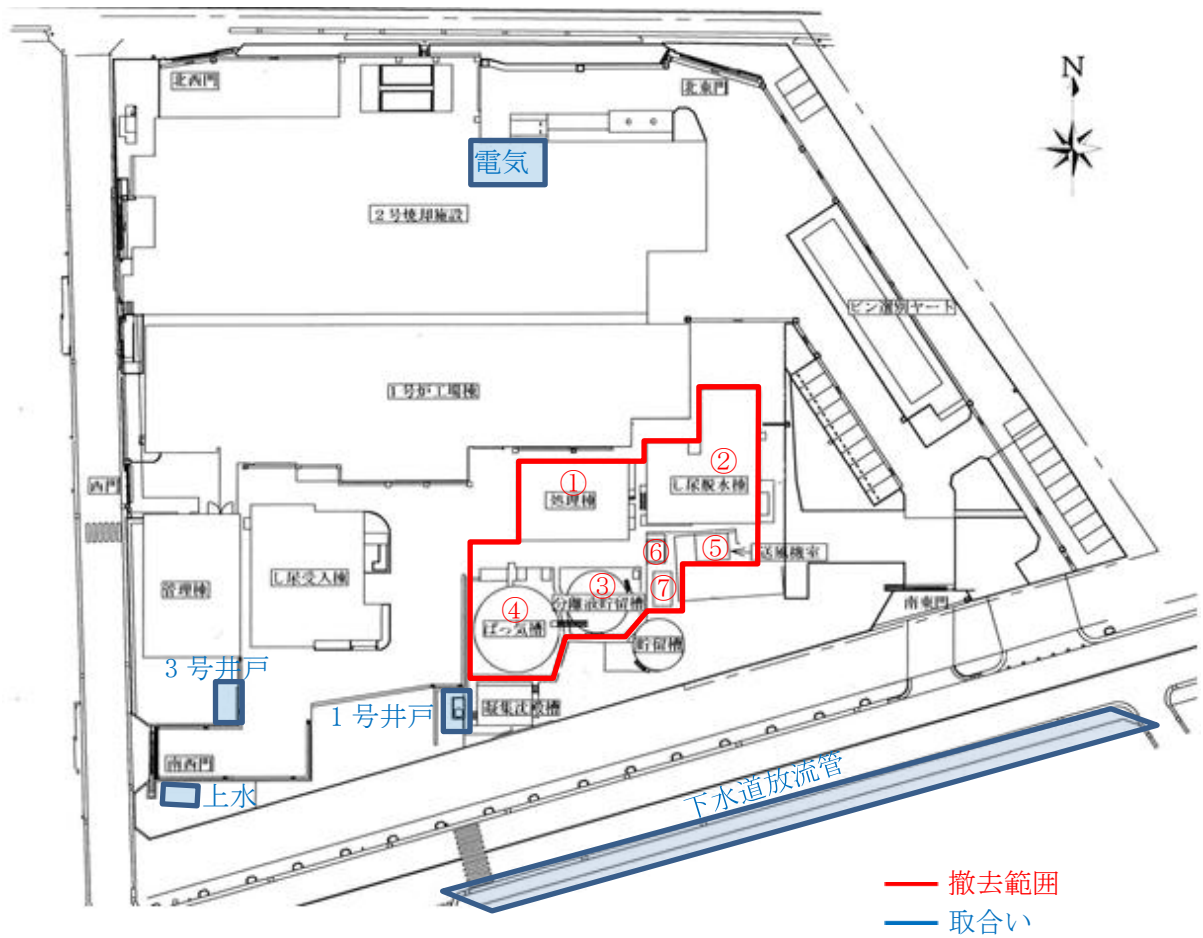 北西門
北東門
N
電気
2号焼却施設
ビン選別ヤード
1号炉工場棟
②
西門
①
し尿脱水棟
処理棟
⑥
⑤
送風機室
し尿受入棟
管理棟
③
⑦
分離液貯留槽
南東門
④
ばっ気槽
貯留槽
3号井戸
1号井戸
凝集沈殿槽
南西門
上水
下水道放流管
撤去範囲
取合い